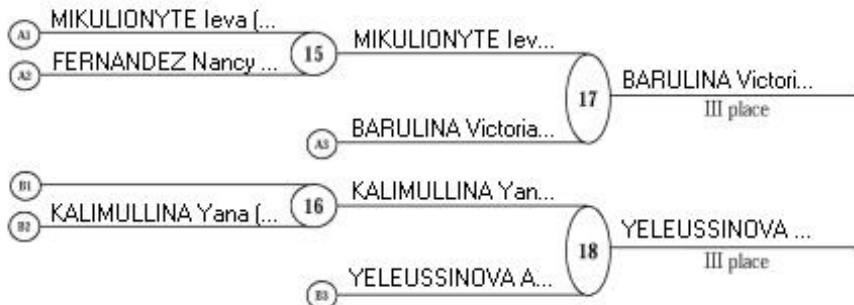 A1 MIKULIONYTE Ieva (...
A2 FERNANDEZ Nancy ...
15
MIKULIONYTE Iev...
A3 BARULINA Victoria...
17
BARULINA Victori...
III place
B1
B2 KALIMULLINA Yana (...
16
KALIMULLINA Yan...
B3 YELEUSSINOVA A...
18
YELEUSSINOVA ...
III place